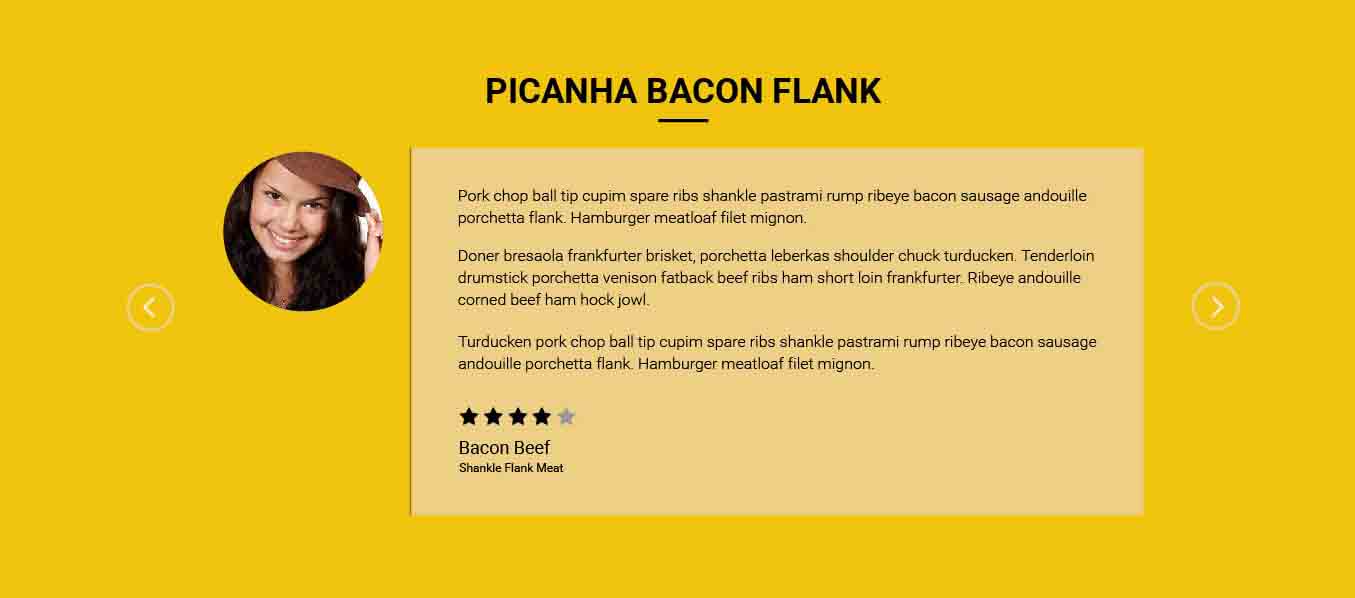 PICANHA BACON FLANK
Pork chop ball tip cupim spare ribs shankle pastrami rump ribeye bacon sausage andouille
porchetta flank. Hamburger meatloaf filet mignon.
Doner bresaola frankfurter brisket, porchetta leberkas shoulder chuck turducken. Tenderloin
drumstick porchetta venison fatback beef ribs ham short loin frankfurter. Ribeye andouille
corned beef ham hock jowl.
Turducken pork chop ball tip cupim spare ribs shankle pastrami rump ribeye bacon sausage
andouille porchetta flank. Hamburger meatloaf filet mignon.
Bacon Beef
Shankle Flank Meat